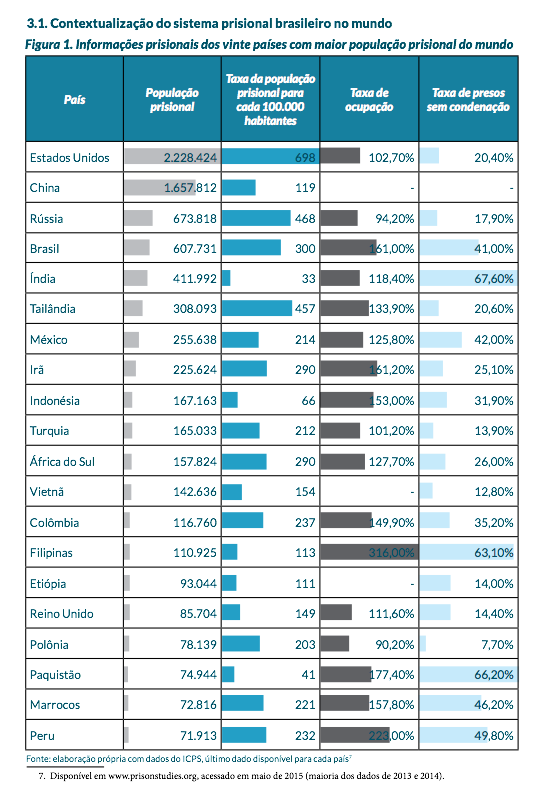 3.1. Contextualização do sistema prisional brasileiro no mundo
Figura 1. Informações prisionais dos vinte países com maior população prisional do mundo
País
População prisional
Taxa da população prisional para cada 100.000 habitantes
Taxa de ocupação
Taxa de presos sem condenação
Estados Unidos 2.228.424 698 102,70% 20,40%
China 1.657.812 119 - -
Rússia 673.818 468 94,20% 17,90%
Brasil 607.731 300 161,00% 41,00%
Índia 411.992 33 118,40% 67,60%
Tailândia 308.093 457 133,90% 20,60%
México 255.638 214 125,80% 42,00%
Irã 225.624 290 161,20% 25,10%
Indonésia 167.163 66 153,00% 31,90%
Turquia 165.033 212 101,20% 13,90%
África do Sul 157.824 290 127,70% 26,00%
Vietnã 142.636 154 - 12,80%
Colômbia 116.760 237 149,90% 35,20%
Filipinas 110.925 113 316,00% 63,10%
Etiópia 93.044 111 - 14,00%
Reino Unido 85.704 149 111,60% 14,40%
Polônia 78.139 203 90,20% 7,70%
Paquistão 74.944 41 177,40% 66,20%
Marrocos 72.816 221 157,80% 46,20%
Peru 71.913 232 223,00% 49,80%
Fonte: elaboração própria com dados do ICPS, último dado disponível para cada país⁷
7. Disponível em www.prisonstudies.org, acessado em maio de 2015 (maioria dos dados de 2013 e 2014).